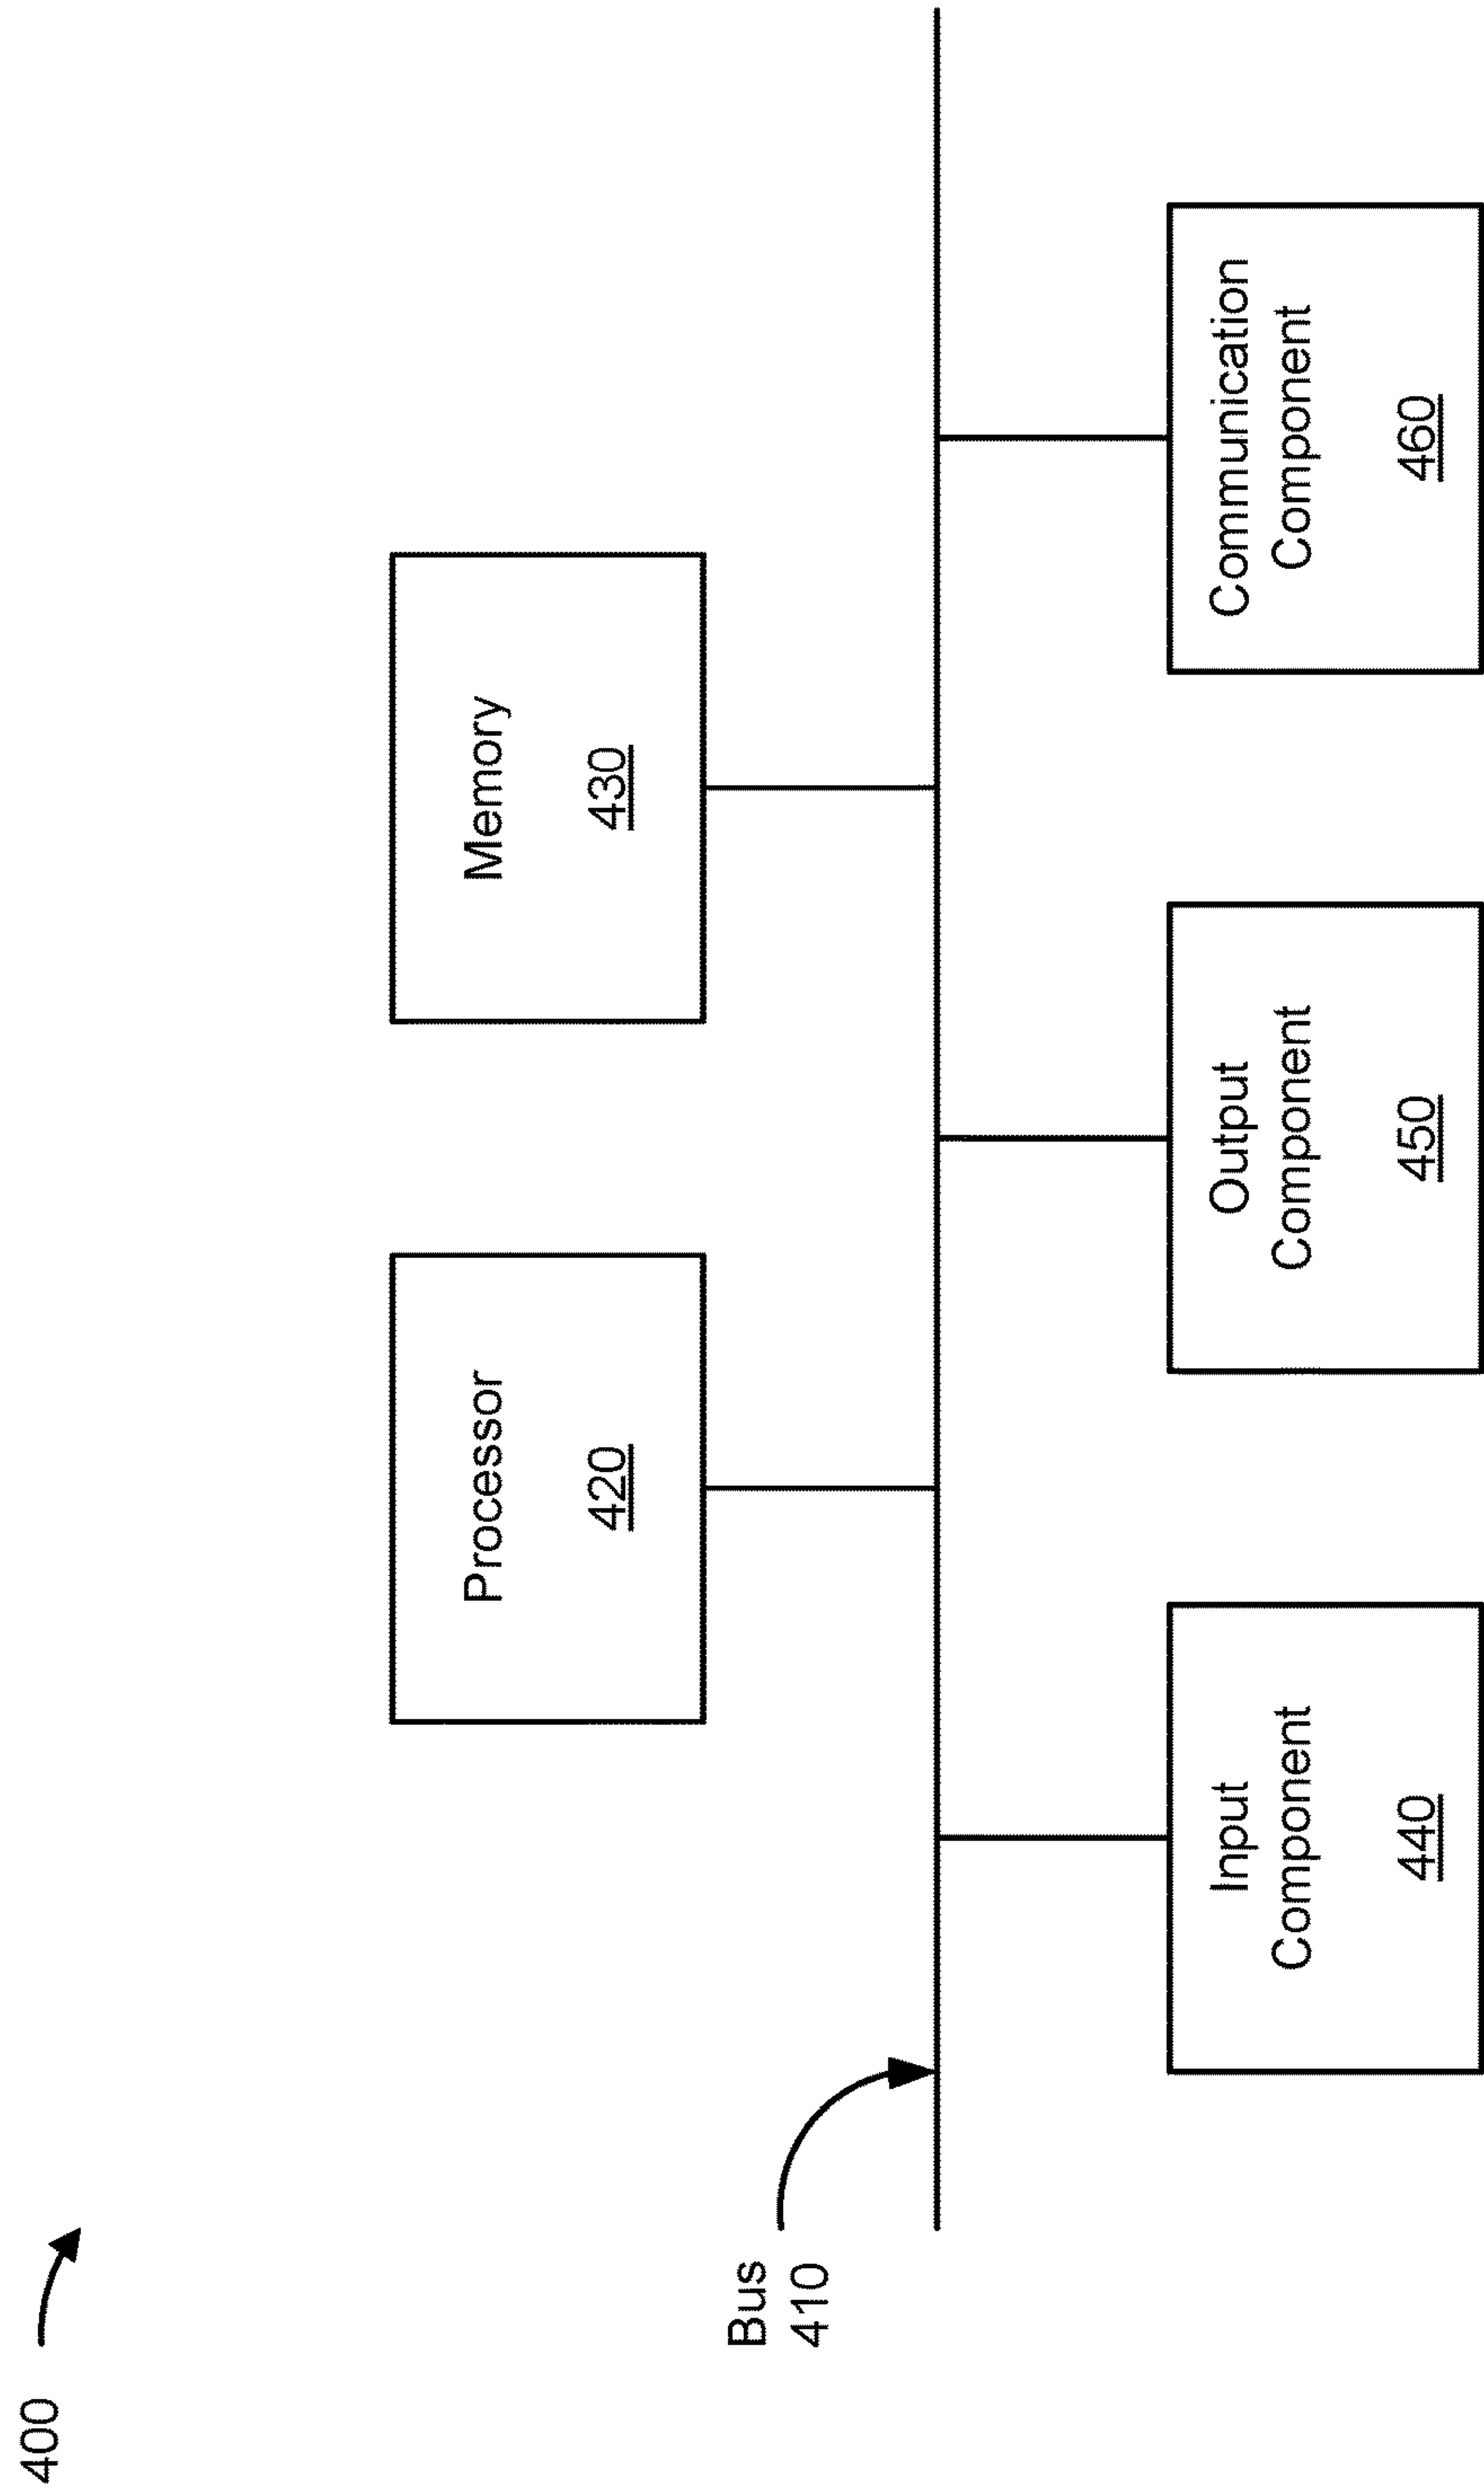 400
Processor
420
Memory
430
Bus
410
Input
Component
440
Output
Component
450
Communication
Component
460